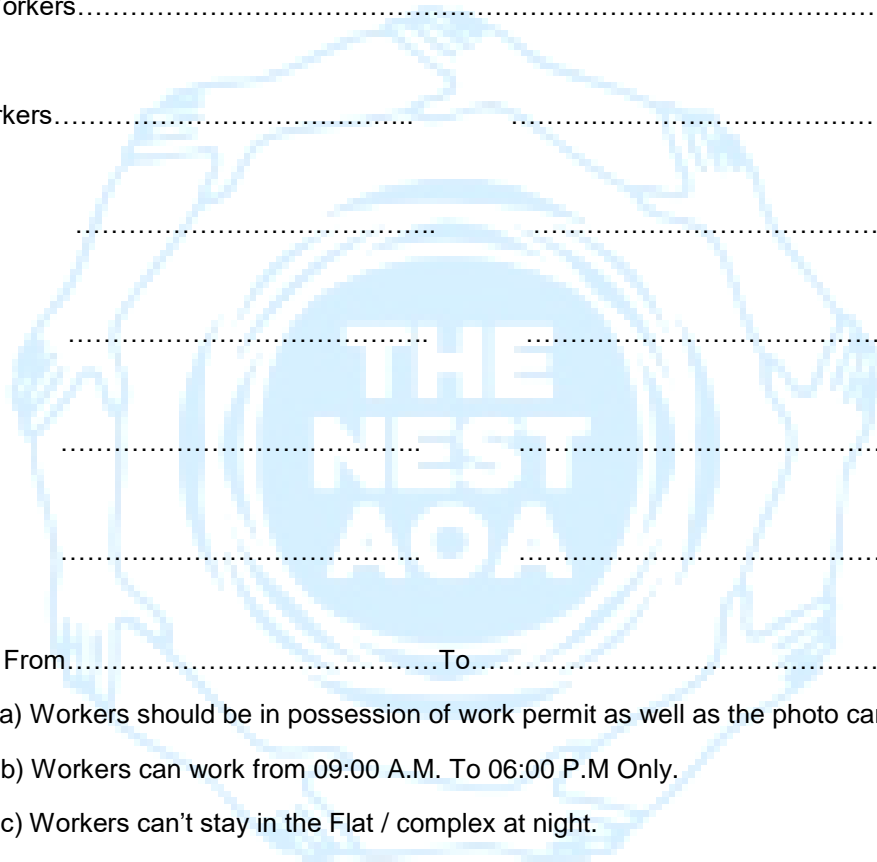 orkers……………………………………………………………………………
rkers………………………………….. …………………………………
………………………………….. …………………………………
………………………………….. …………………………………
………………………………….. …………………………………
………………………………….. …………………………………
From……………………………………To………………………………………
a) Workers should be in possession of work permit as well as the photo car
b) Workers can work from 09:00 A.M. To 06:00 P.M Only.
c) Workers can’t stay in the Flat / complex at night.
THE
NEST
AOA